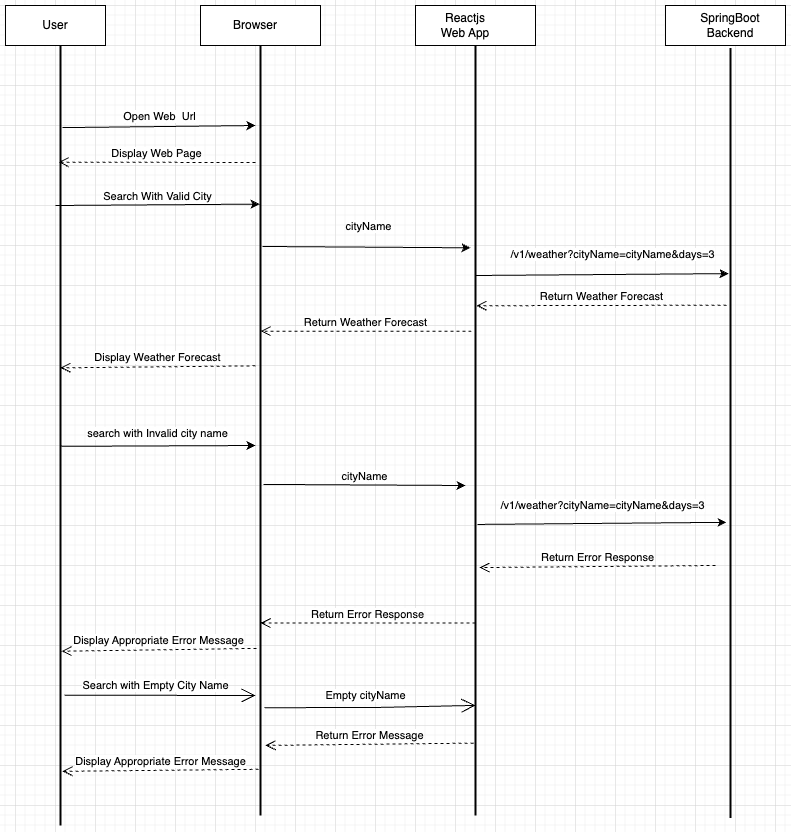 User
Browser
Reactjs
Web App
SpringBoot
Backend
Open Web Url
Display Web Page
Search With Valid City
cityName
/v1/weather?cityName=cityName&days=3
Return Weather Forecast
Return Weather Forecast
Display Weather Forecast
search with Invalid city name
cityName
/v1/weather?cityName=cityName&days=3
Return Error Response
Return Error Response
Display Appropriate Error Message
Search with Empty City Name
Empty cityName
Return Error Message
Display Appropriate Error Message